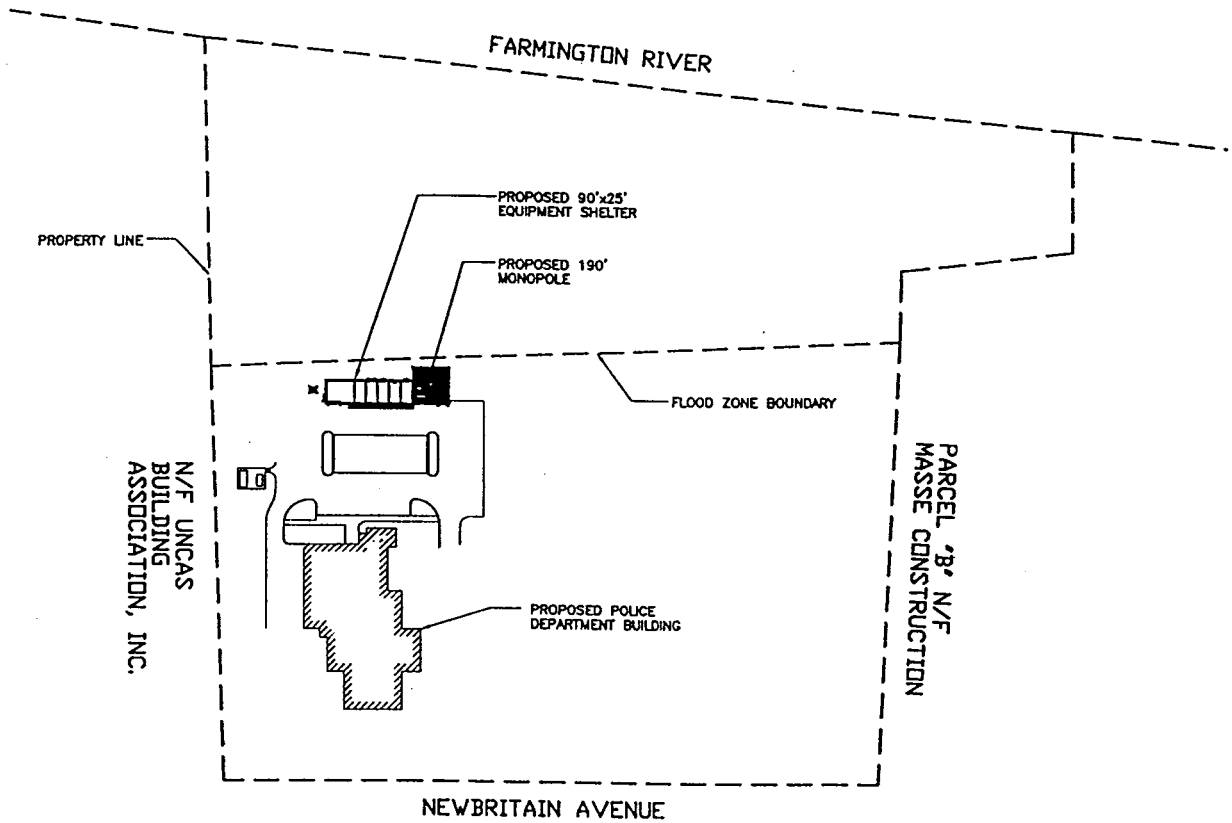 FARMINGTON RIVER
PROPOSED 90'x25'
EQUIPMENT SHELTER
PROPERTY LINE
PROPOSED 190'
MONOPOLE
FLOOD ZONE BOUNDARY
N/F UNCAS
BUILDING
ASSOCIATION, INC.
PARCEL "B" N/F
MASSE CONSTRUCTION
PROPOSED POLICE
DEPARTMENT BUILDING
NEWBRITAIN AVENUE